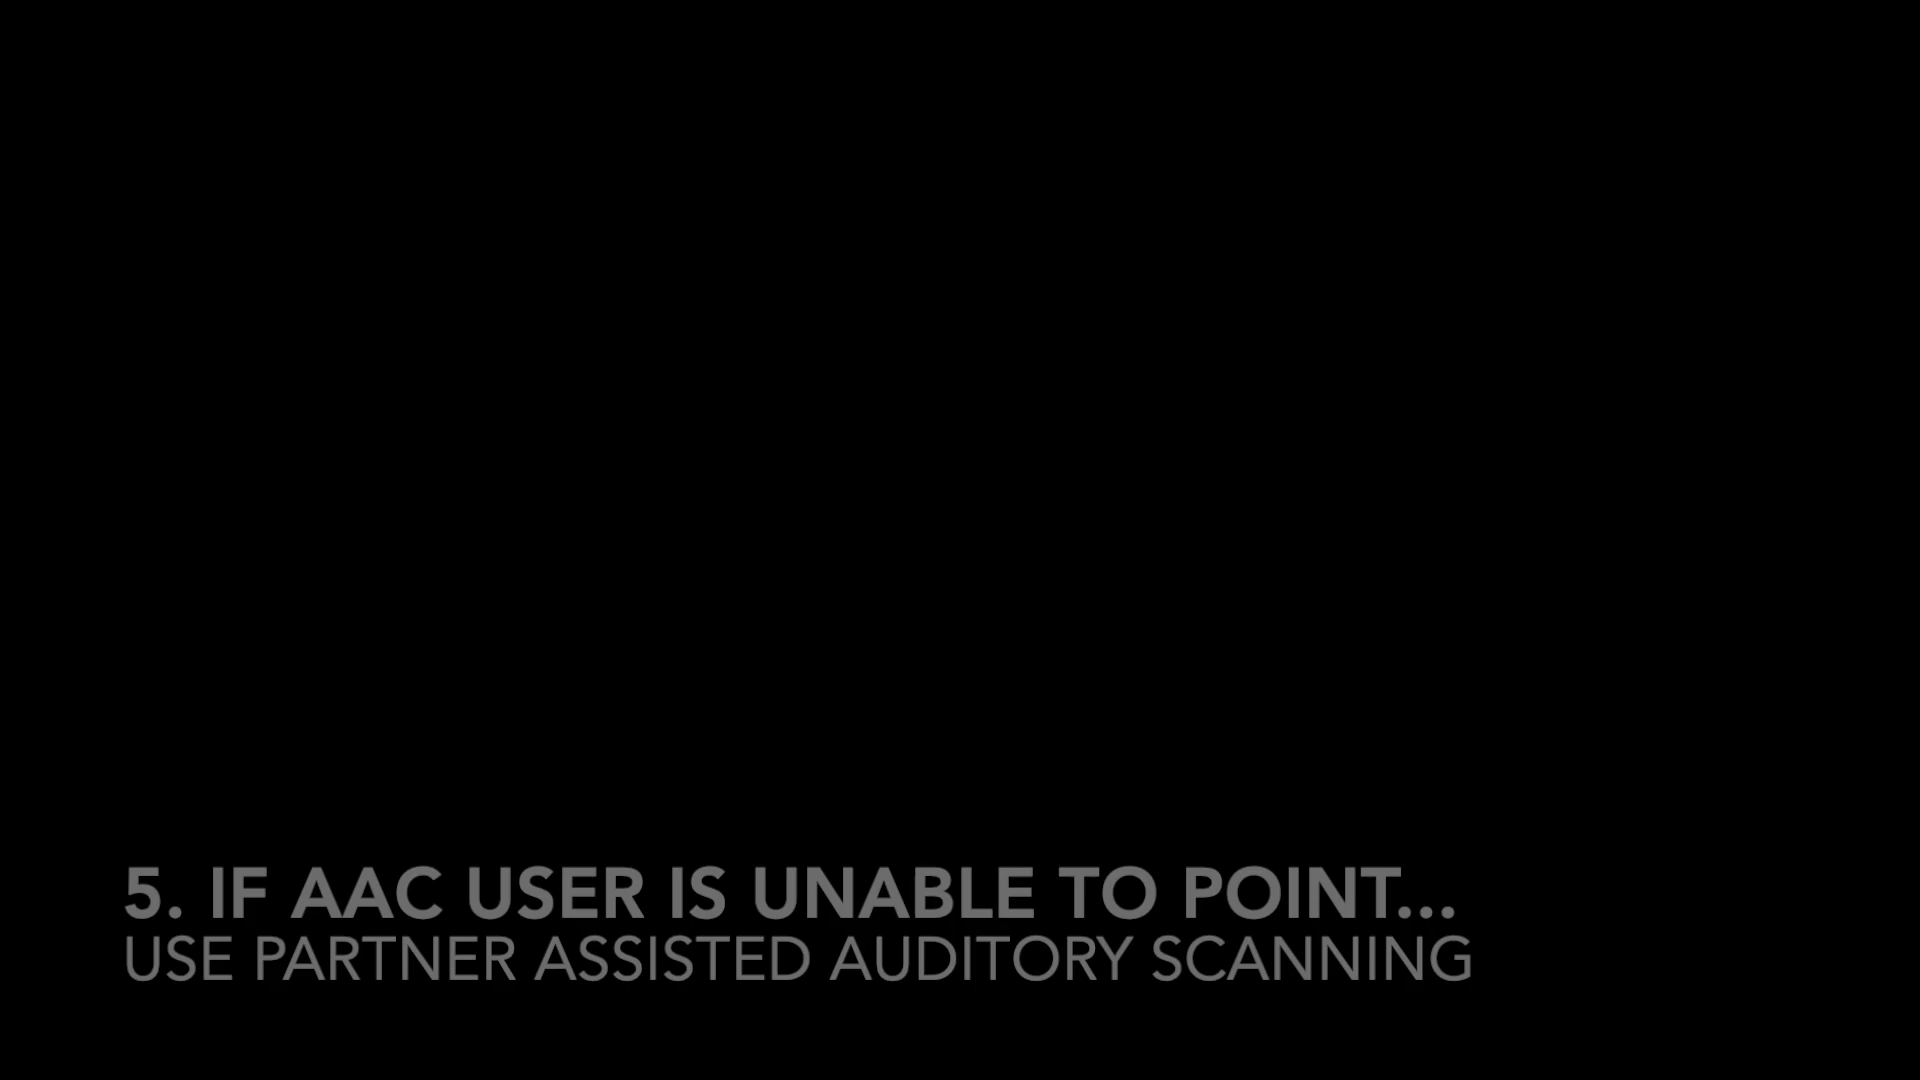 5. IF AAC USER IS UNABLE TO POINT...
USE PARTNER ASSISTED AUDITORY SCANNING